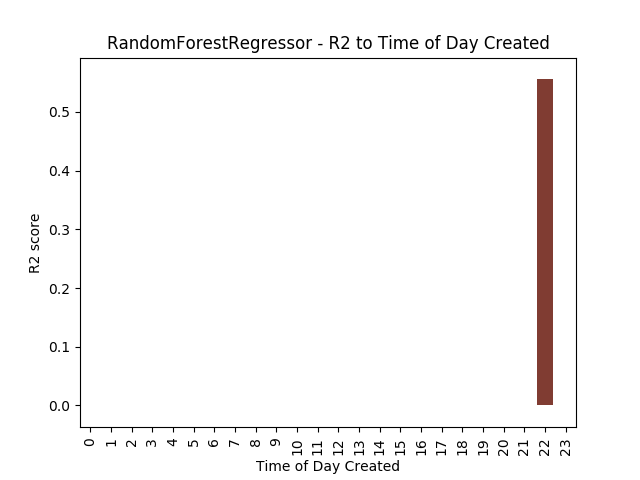 RandomForestRegressor - R2 to Time of Day Created
R2 score
0.5
0.4
0.3
0.2
0.1
0.0
0 1 2 3 4 5 6 7 8 9 10 11 12 13 14 15 16 17 18 19 20 21 22 23
Time of Day Created